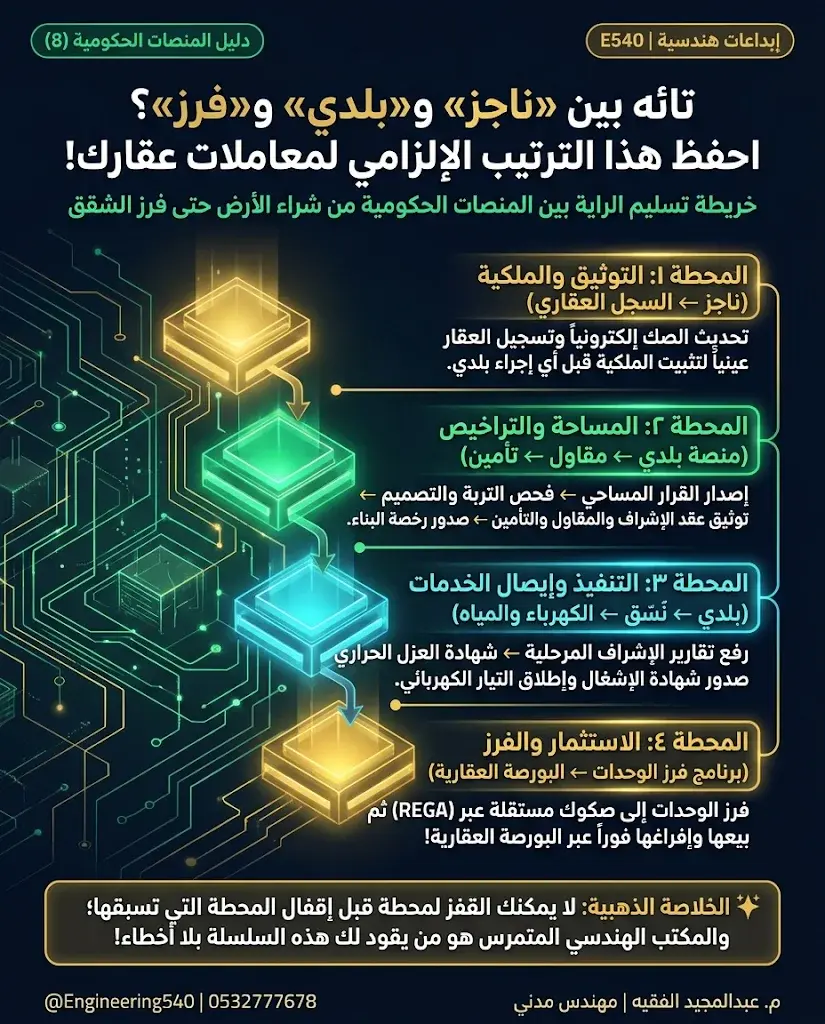 إبداعات هندسية | E540
دليل المنصات الحكومية (8)
تائه بين «ناجز» و«بلدي» و«فرز»؟
احفظ هذا الترتيب الإلزامي لمعاملات عقارك!
خريطة تسليم الراية بين المنصات الحكومية من شراء الأرض حتى فرز الشقق
المحطة ١: التوثيق والملكية
(ناجز ← السجل العقاري)
تحديث الصك إلكترونياً وتسجيل العقار
عينياً لتثبيت الملكية قبل أي إجراء بلدي.
المحطة ٢: المساحة والتراخيص
(منصة بلدي ← مقاول ← تأمين)
إصدار القرار المساحي ← فحص التربة والتصميم ←
توثيق عقد الإشراف والمقاول والتأمين ← صدور رخصة البناء.
المحطة ٣: التنفيذ وإيصال الخدمات
(بلدي ← نَسّق ← الكهرباء والمياه)
رفع تقارير الإشراف المرحلية ← شهادة العزل الحراري
صدور شهادة الإشغال وإطلاق التيار الكهربائي.
المحطة ٤: الاستثمار والفرز
(برنامج فرز الوحدات ← البورصة العقارية)
فرز الوحدات إلى صكوك مستقلة عبر (REGA) ثم
بيعها وإفراغها فوراً عبر البورصة العقارية!
الخلاصة الذهبية: لا يمكنك القفز لمحطة قبل إقفال المحطة التي تسبقها؛
والمكتب الهندسي المتمرس هو من يقود لك هذه السلسلة بلا أخطاء!
م. عبدالمجيد الفقيه | مهندس مدني
@Engineering540 | 0532777678